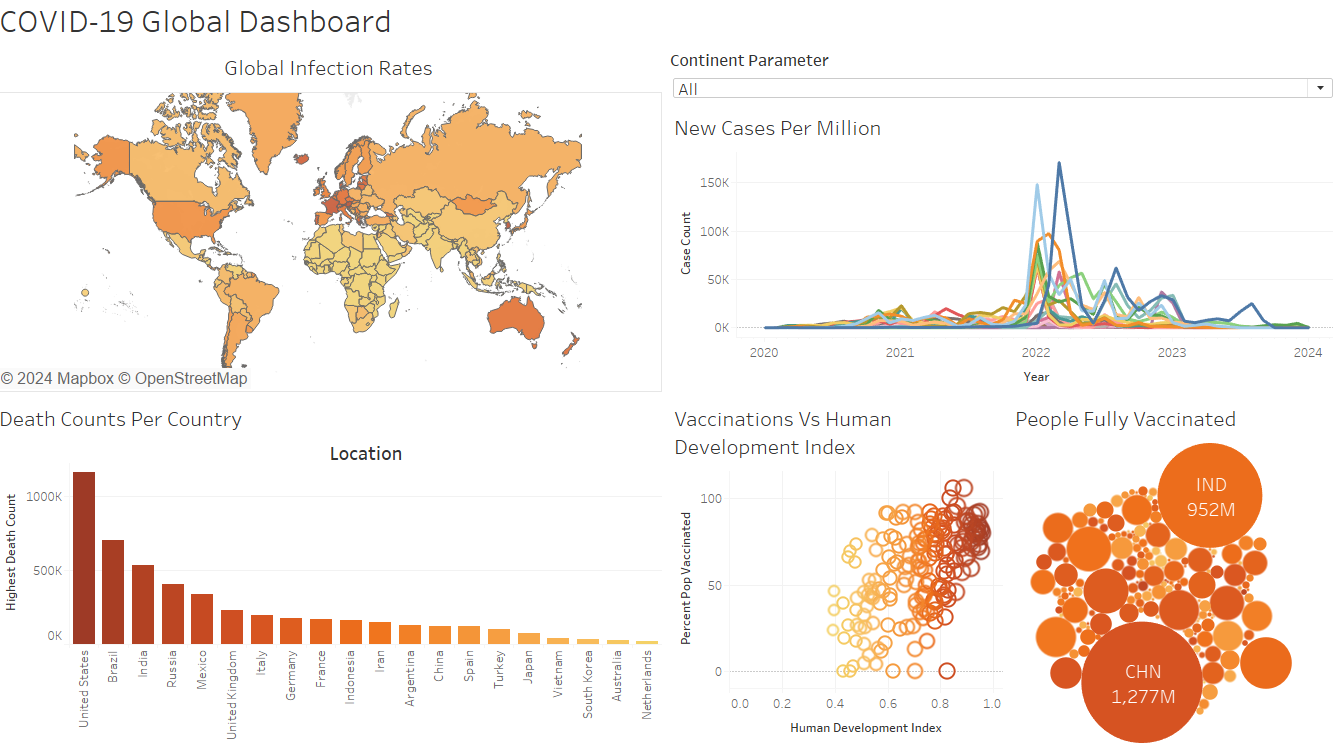 COVID-19 Global Dashboard
Global Infection Rates
© 2024 Mapbox © OpenStreetMap
Continent Parameter
All
New Cases Per Million
Case Count
150K
100K
50K
0K
2020
2021
2022
2023
2024
Year
Death Counts Per Country
Location
Highest Death Count
1000K
500K
0K
United States
Brazil
India
Russia
Mexico
United Kingdom
Italy
Germany
France
Indonesia
Iran
Argentina
China
Spain
Turkey
Japan
Vietnam
South Korea
Australia
Netherlands
Vaccinations Vs Human
Development Index
Percent Pop Vaccinated
100
50
0
0.0
0.2
0.4
0.6
0.8
1.0
Human Development Index
People Fully Vaccinated
IND
952M
CHN
1,277M